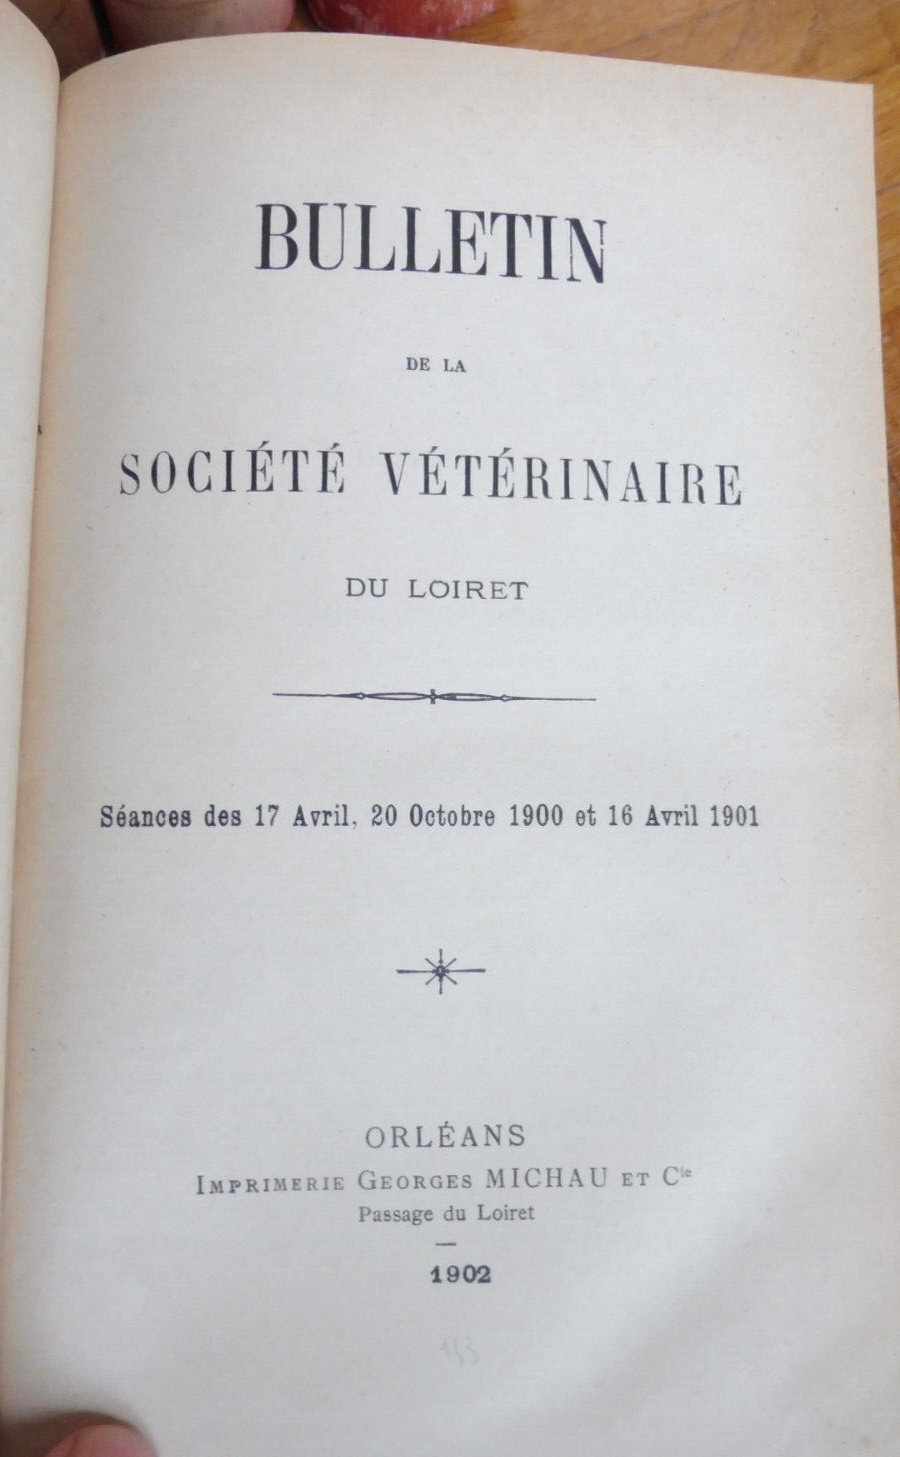 BULLETIN
DE LA
SOCIÉTÉ VÉTÉRINAIRE
DU LOIRET
Séances des 17 Avril, 20 Octobre 1900 et 16 Avril 1901
ORLÉANS
IMPRIMERIE GEORGES MICHAU ET Cie
Passage du Loiret
1902